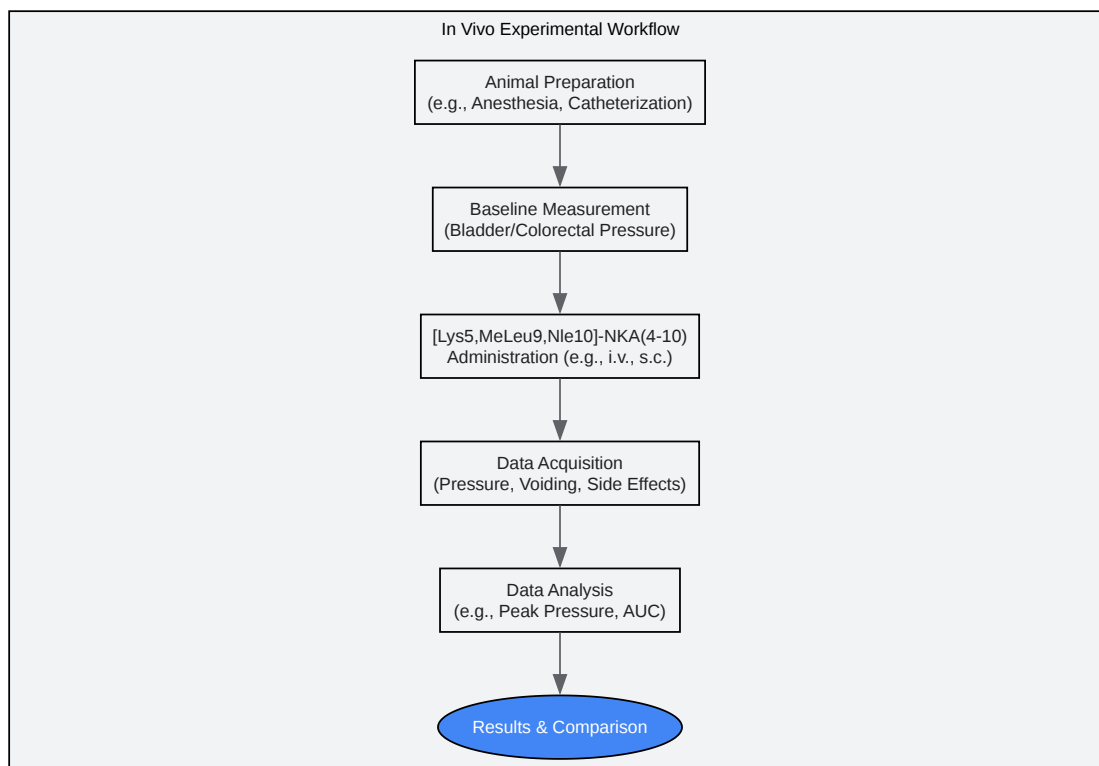 In Vivo Experimental Workflow
Animal Preparation
(e.g., Anesthesia, Catheterization)
Baseline Measurement
(Bladder/Colorectal Pressure)
[Lys5,MeLeu9,Nle10]-NKA(4-10)
Administration (e.g., i.v., s.c.)
Data Acquisition
(Pressure, Voiding, Side Effects)
Data Analysis
(e.g., Peak Pressure, AUC)
Results & Comparison